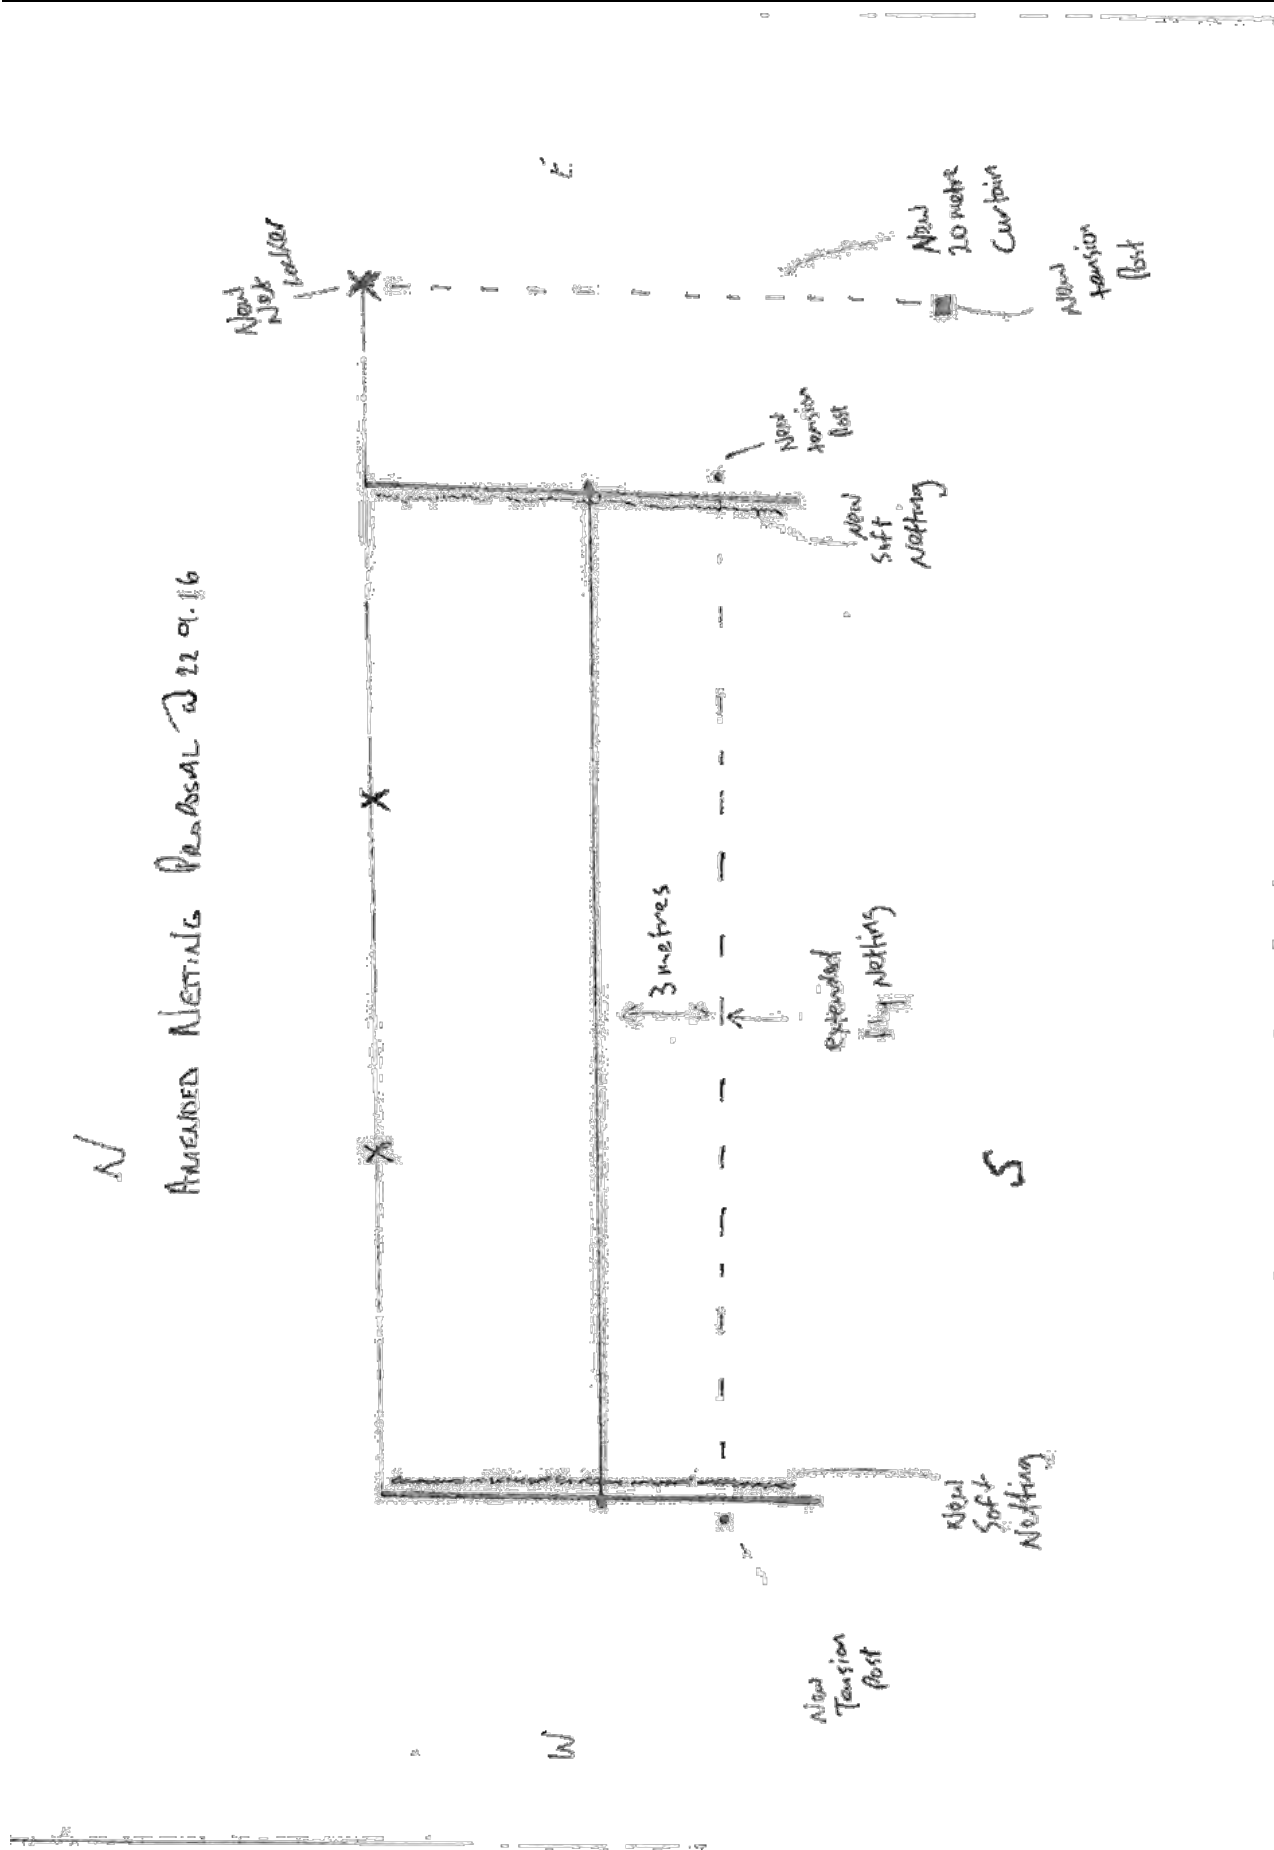 N
AMENDED NETTING PROPOSAL @ 22.9.16
New
Net
Locker
E
New
20 metre
Curtain
New
tension
Post
New
tension
Post
New
Soft
Netting
3 metres
extended
Netting
S
New
Soft
Netting
New
Tension
Post
W